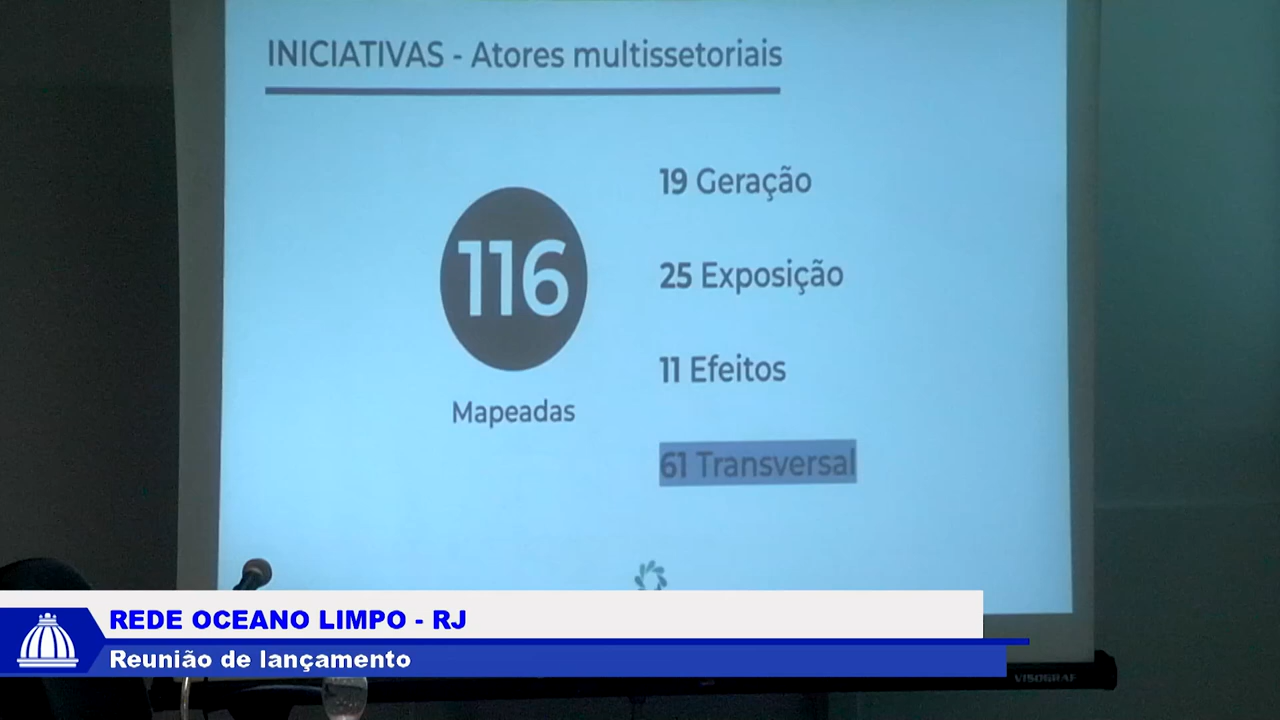 INICIATIVAS - Atores multissetoriais
19 Geração
25 Exposição
116
11 Efeitos
Mapeadas
61 Transversal
REDE OCEANO LIMPO - RJ
Reunião de lançamento
VISOGRAF